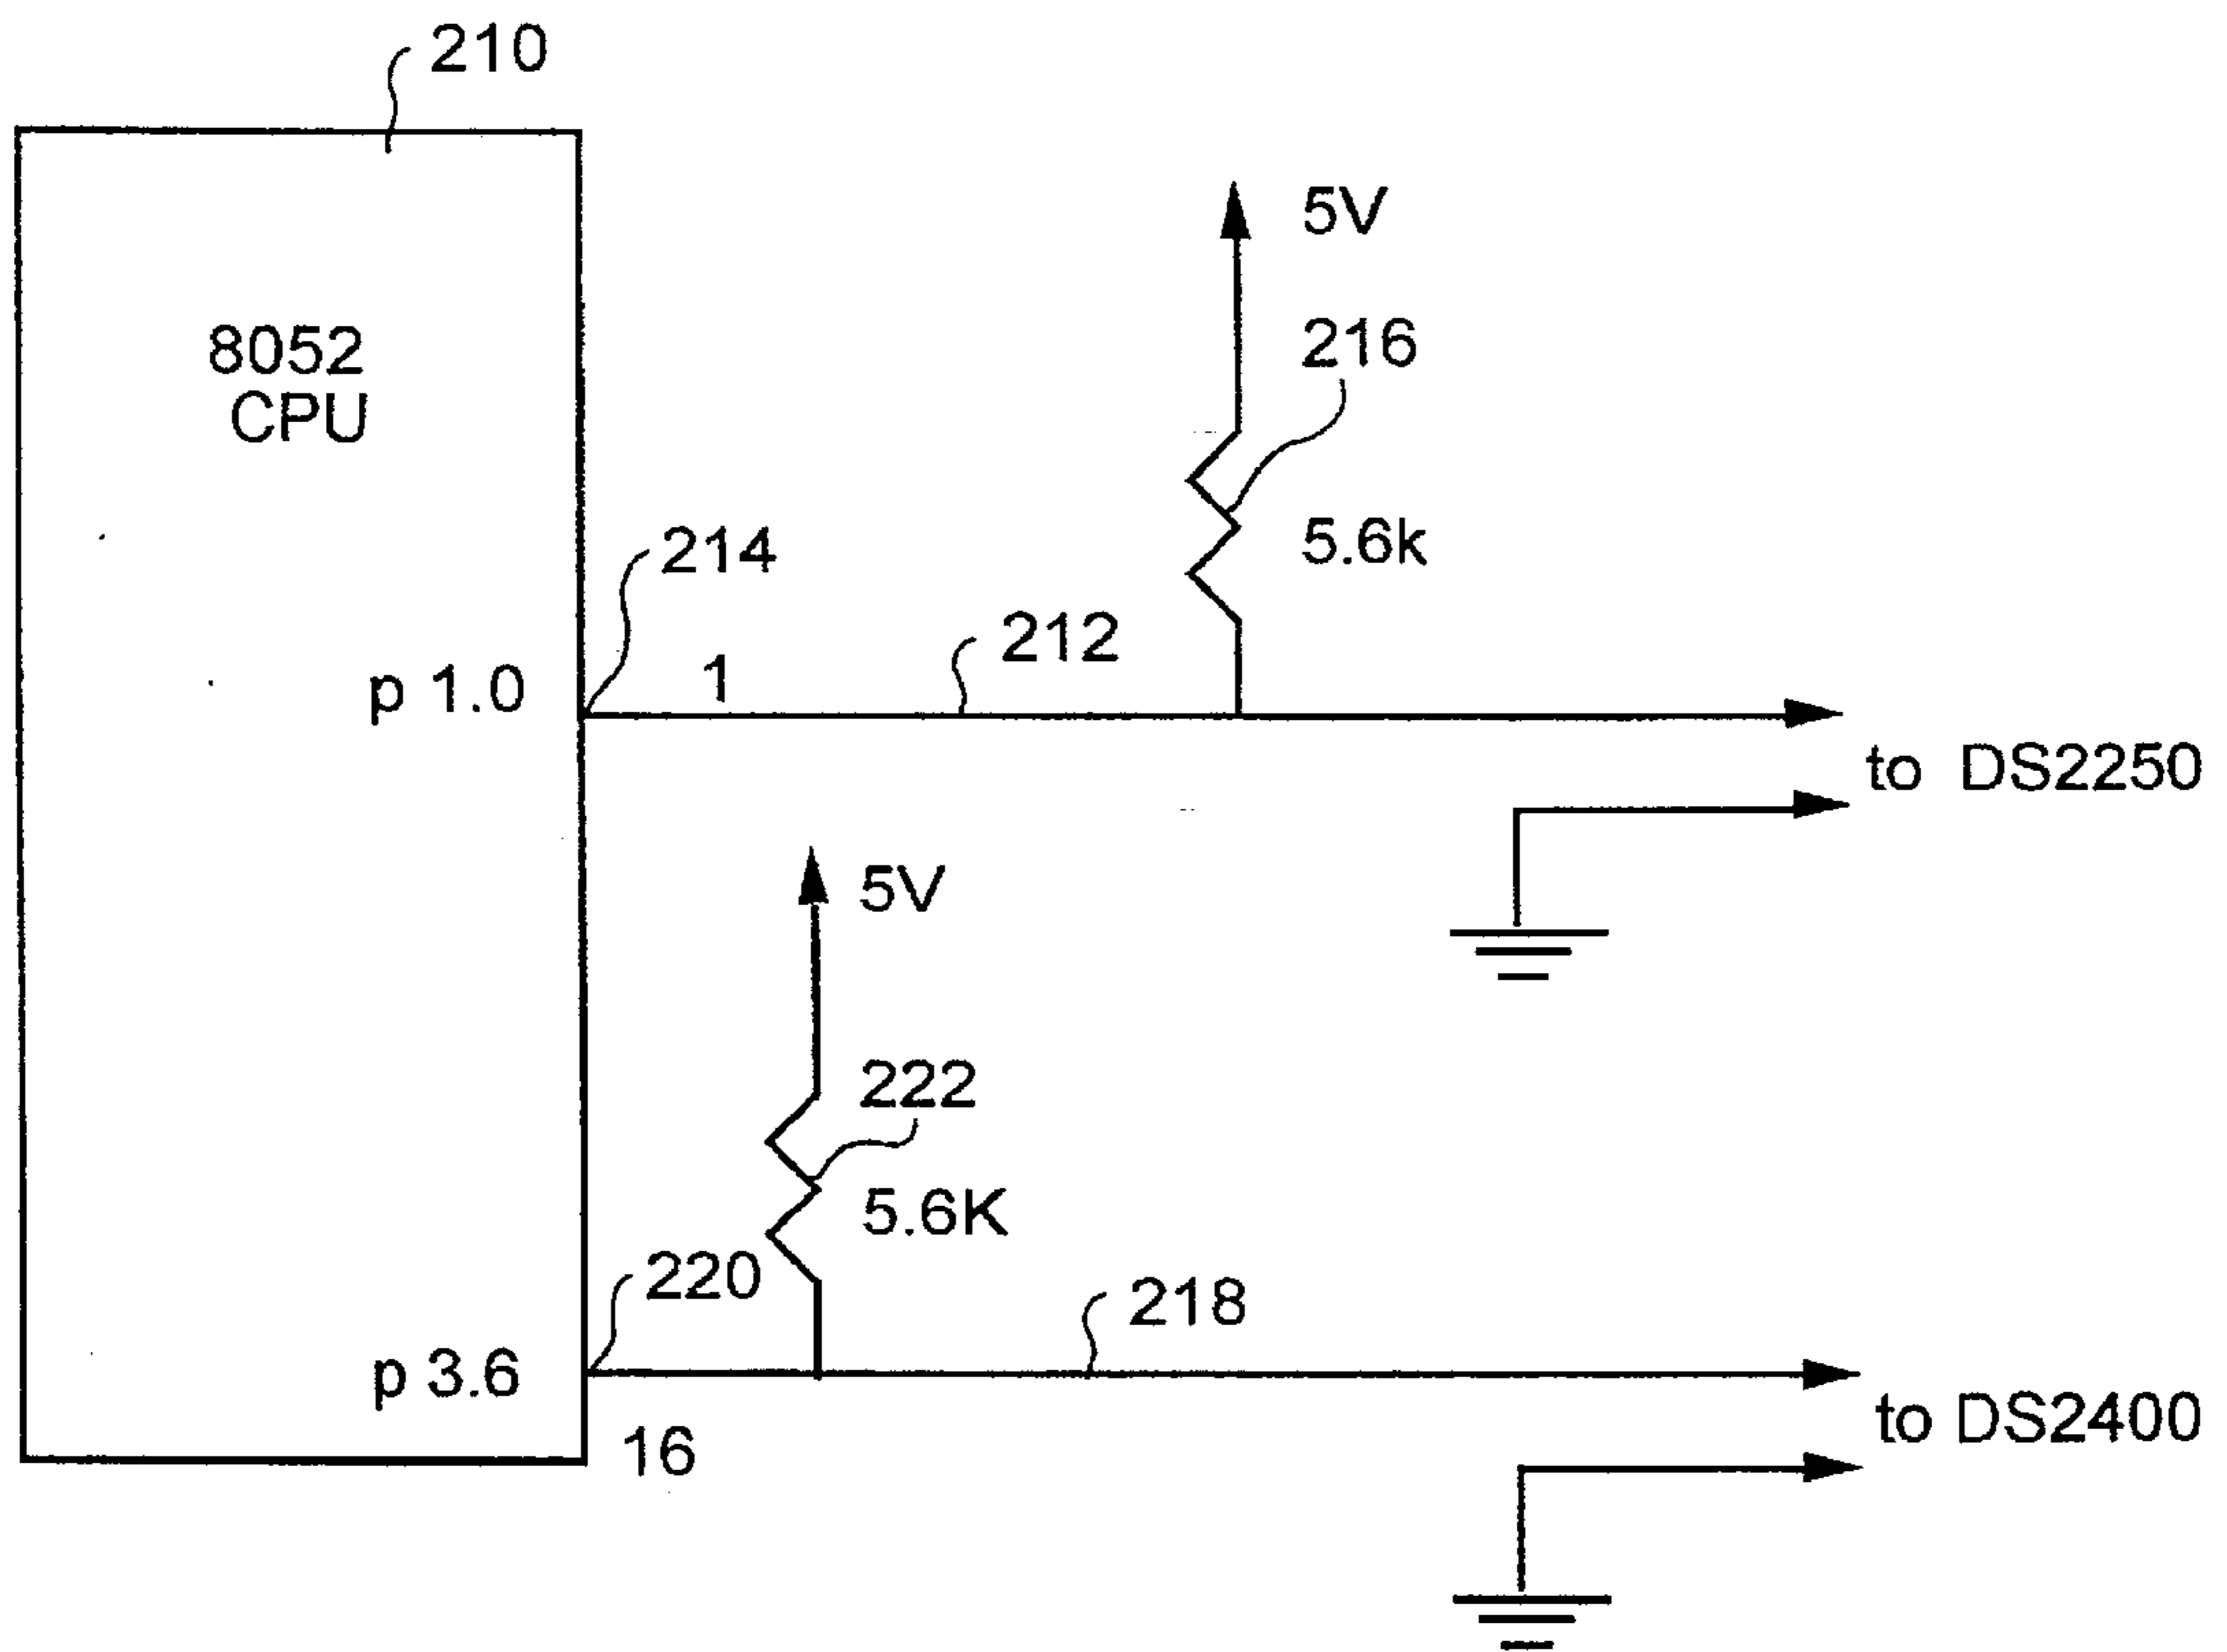 210
5V
216
8052
CPU
5.6k
214
212
p 1.0
1
to DS2250
5V
222
5.6K
220
218
p 3.6
16
to DS2400